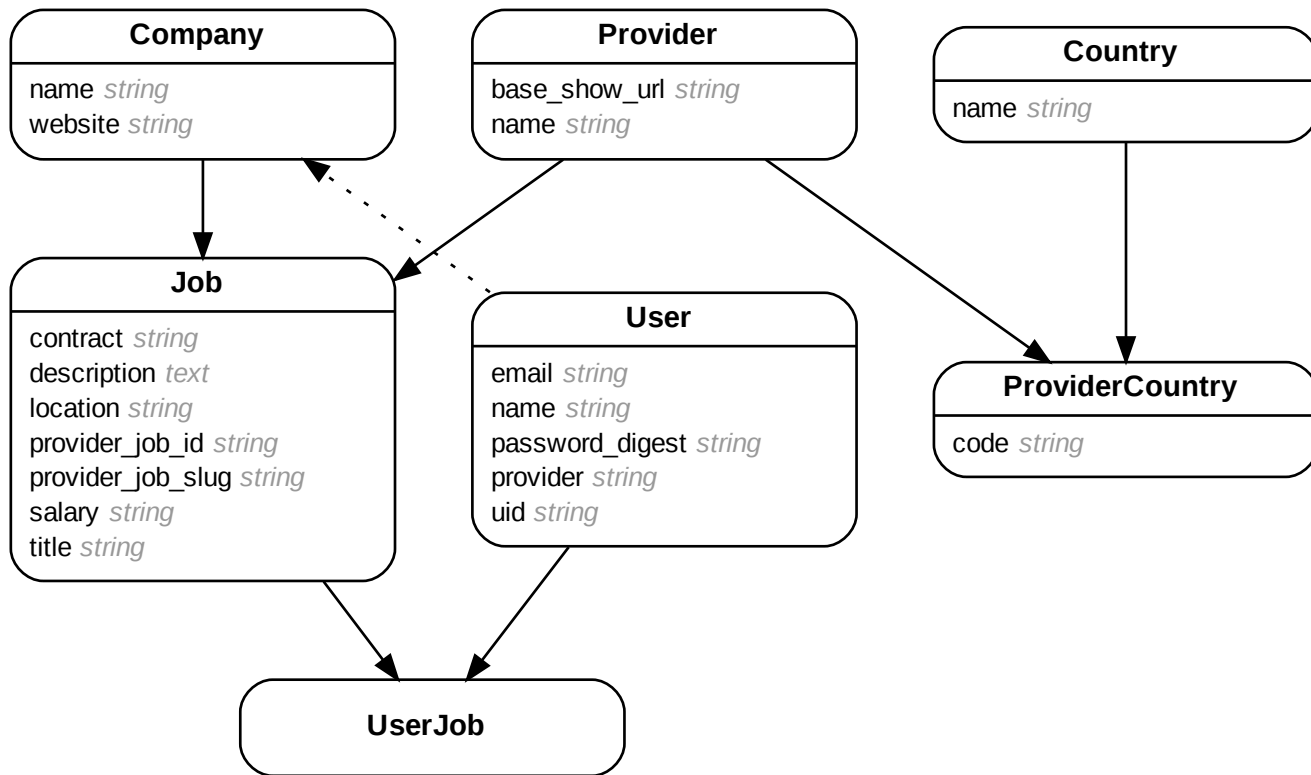 Company
name string
website string
Provider
base_show_url string
name string
Country
name string
Job
contract string
description text
location string
provider_job_id string
provider_job_slug string
salary string
title string
User
email string
name string
password_digest string
provider string
uid string
ProviderCountry
code string
UserJob